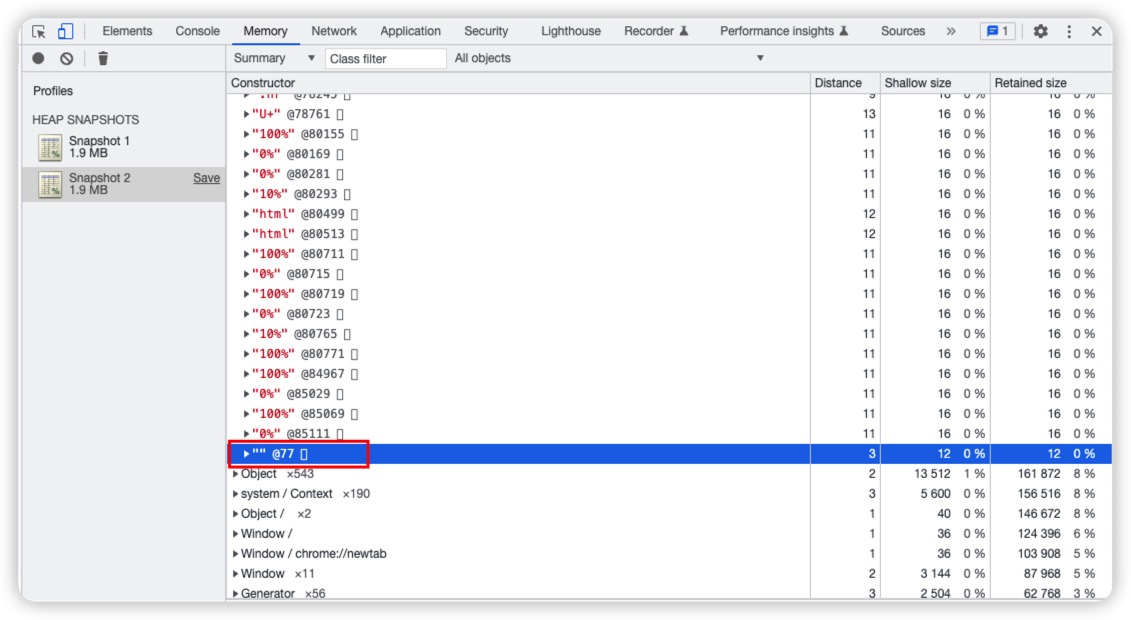 Elements Console Memory Network Application Security Lighthouse Recorder Performance insights Sources » 1
Summary ▼ Class filter All objects ▼
Profiles
HEAP SNAPSHOTS
Snapshot 1
1.9 MB
Snapshot 2 Save
1.9 MB
Constructor Distance Shallow size Retained size
@78245 9 16 0 % 16 0 %
"U+" @78761 13 16 0 % 16 0 %
"100%" @80155 11 16 0 % 16 0 %
"0%" @80169 11 16 0 % 16 0 %
"0%" @80281 11 16 0 % 16 0 %
"10%" @80293 11 16 0 % 16 0 %
"html" @80499 12 16 0 % 16 0 %
"html" @80513 12 16 0 % 16 0 %
"100%" @80711 11 16 0 % 16 0 %
"0%" @80715 11 16 0 % 16 0 %
"100%" @80719 11 16 0 % 16 0 %
"0%" @80723 11 16 0 % 16 0 %
"10%" @80765 11 16 0 % 16 0 %
"100%" @80771 11 16 0 % 16 0 %
"100%" @84967 11 16 0 % 16 0 %
"0%" @85029 11 16 0 % 16 0 %
"100%" @85069 11 16 0 % 16 0 %
"0%" @85111 11 16 0 % 16 0 %
"" @77 3 12 0 % 12 0 %
Object ×543 2 13 512 1 % 161 872 8 %
system / Context ×190 3 5 600 0 % 156 516 8 %
Object / ×2 1 40 0 % 146 672 8 %
Window / 1 36 0 % 124 396 6 %
Window / chrome://newtab 1 36 0 % 103 908 5 %
Window ×11 2 3 144 0 % 87 968 5 %
Generator ×56 3 2 504 0 % 62 768 3 %